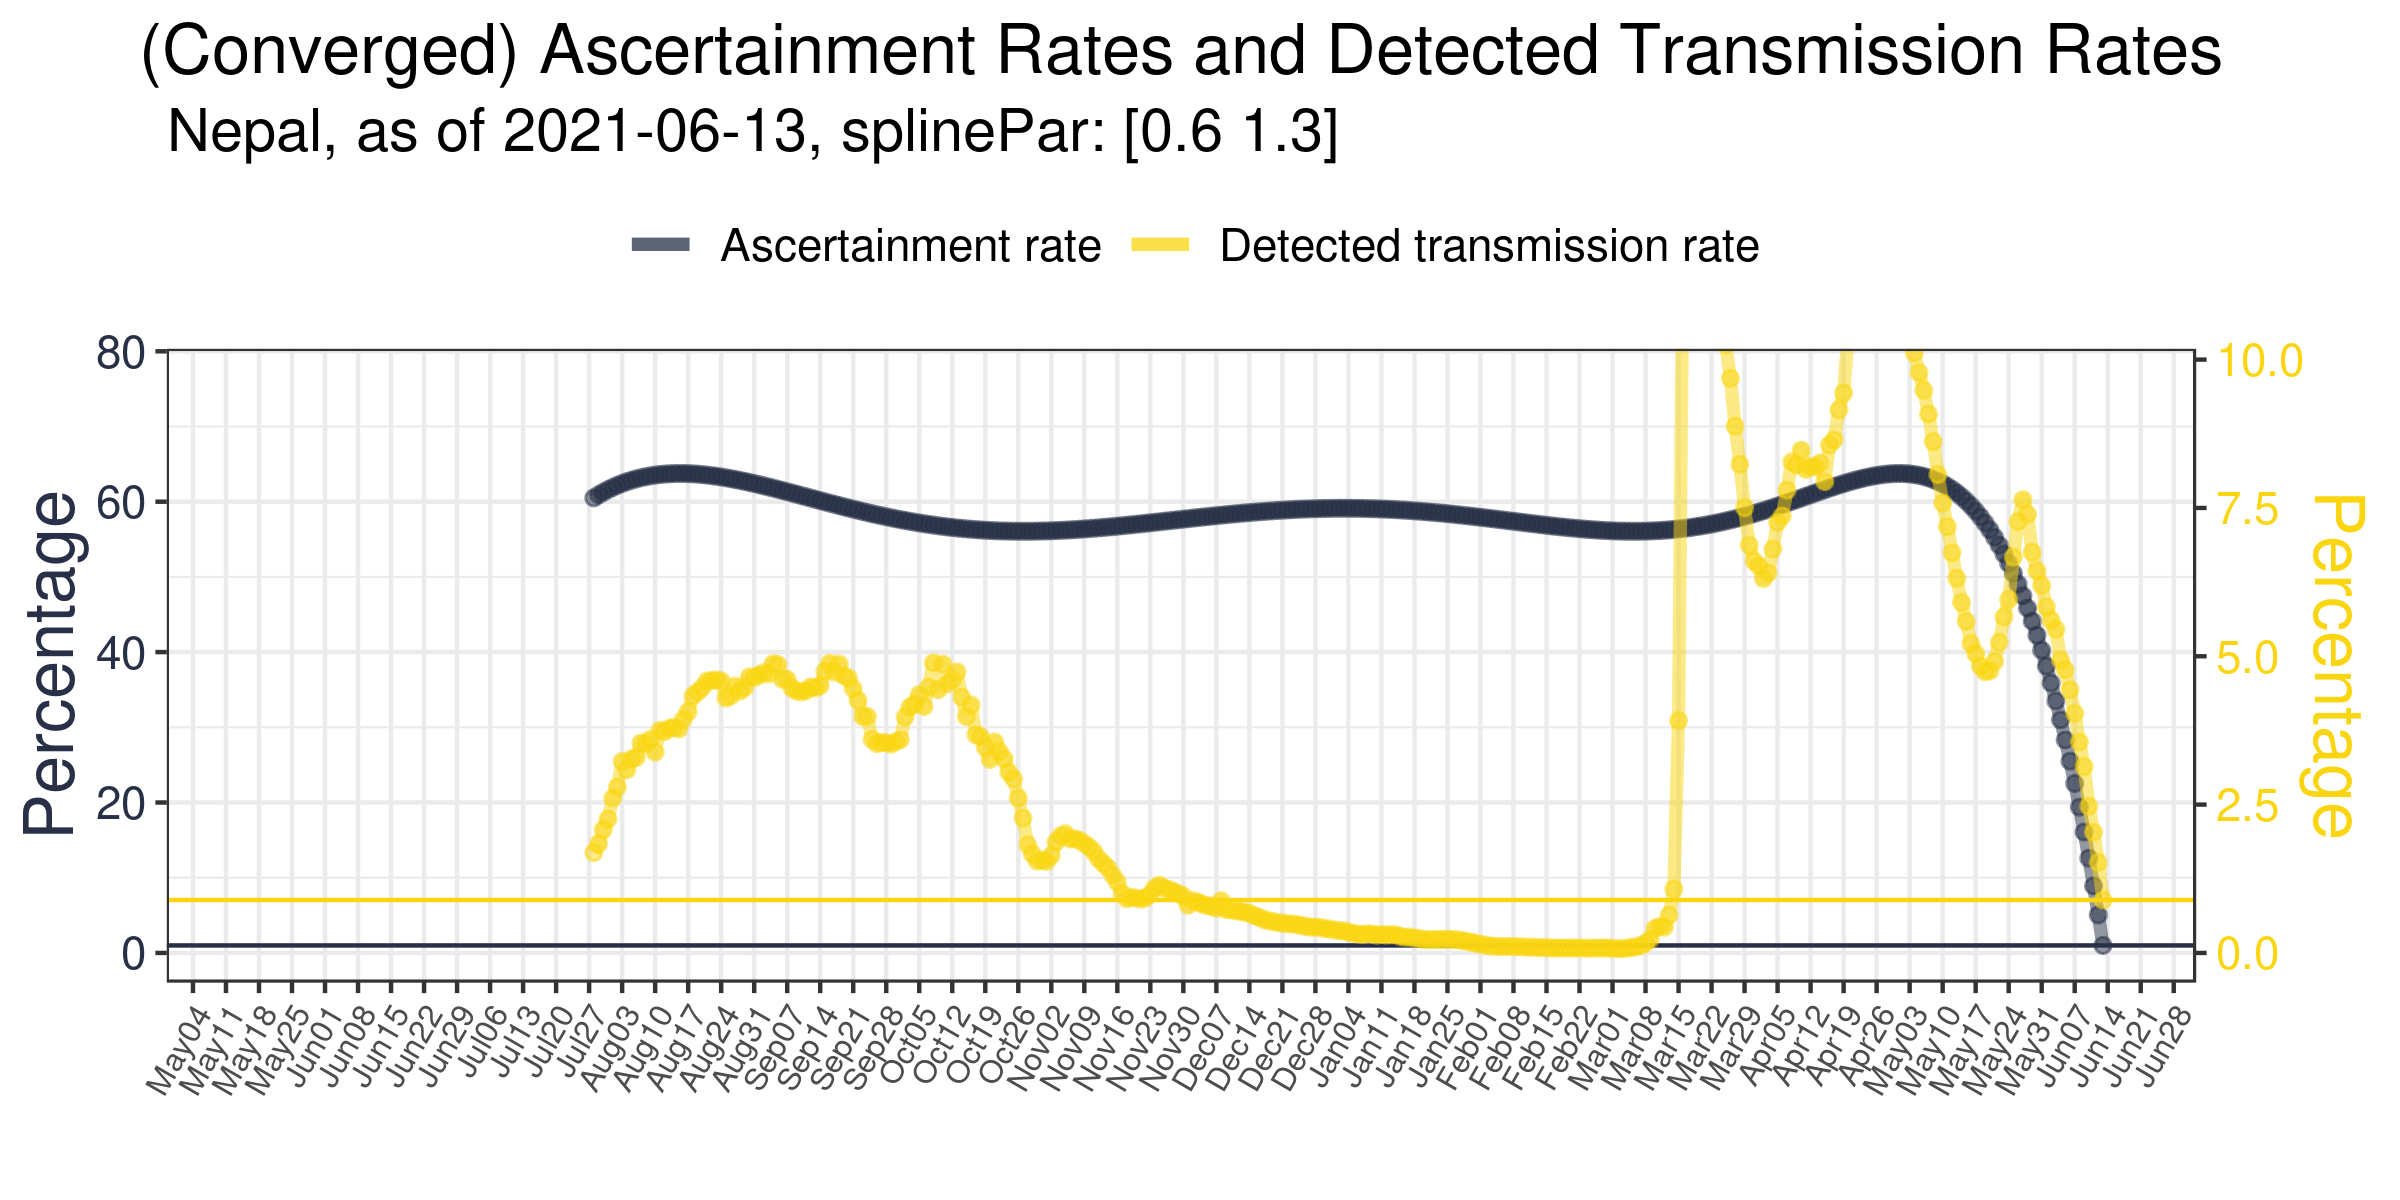 (Converged) Ascertainment Rates and Detected Transmission Rates
Nepal, as of 2021-06-13, splinePar: [0.6 1.3]
Ascertainment rate
Detected transmission rate
Percentage
80
60
40
20
0
10.0
7.5
5.0
2.5
0.0
Percentage
May04
May11
May18
May25
Jun01
Jun08
Jun15
Jun22
Jun29
Jul06
Jul13
Jul20
Jul27
Aug03
Aug10
Aug17
Aug24
Aug31
Sep07
Sep14
Sep21
Sep28
Oct05
Oct12
Oct19
Oct26
Nov02
Nov09
Nov16
Nov23
Nov30
Dec07
Dec14
Dec21
Dec28
Jan04
Jan11
Jan18
Jan25
Feb01
Feb08
Feb15
Feb22
Mar01
Mar08
Mar15
Mar22
Mar29
Apr05
Apr12
Apr19
Apr26
May03
May10
May17
May24
May31
Jun07
Jun14
Jun21
Jun28